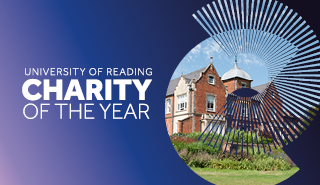 UNIVERSITY OF READING
CHARITY
OF THE YEAR